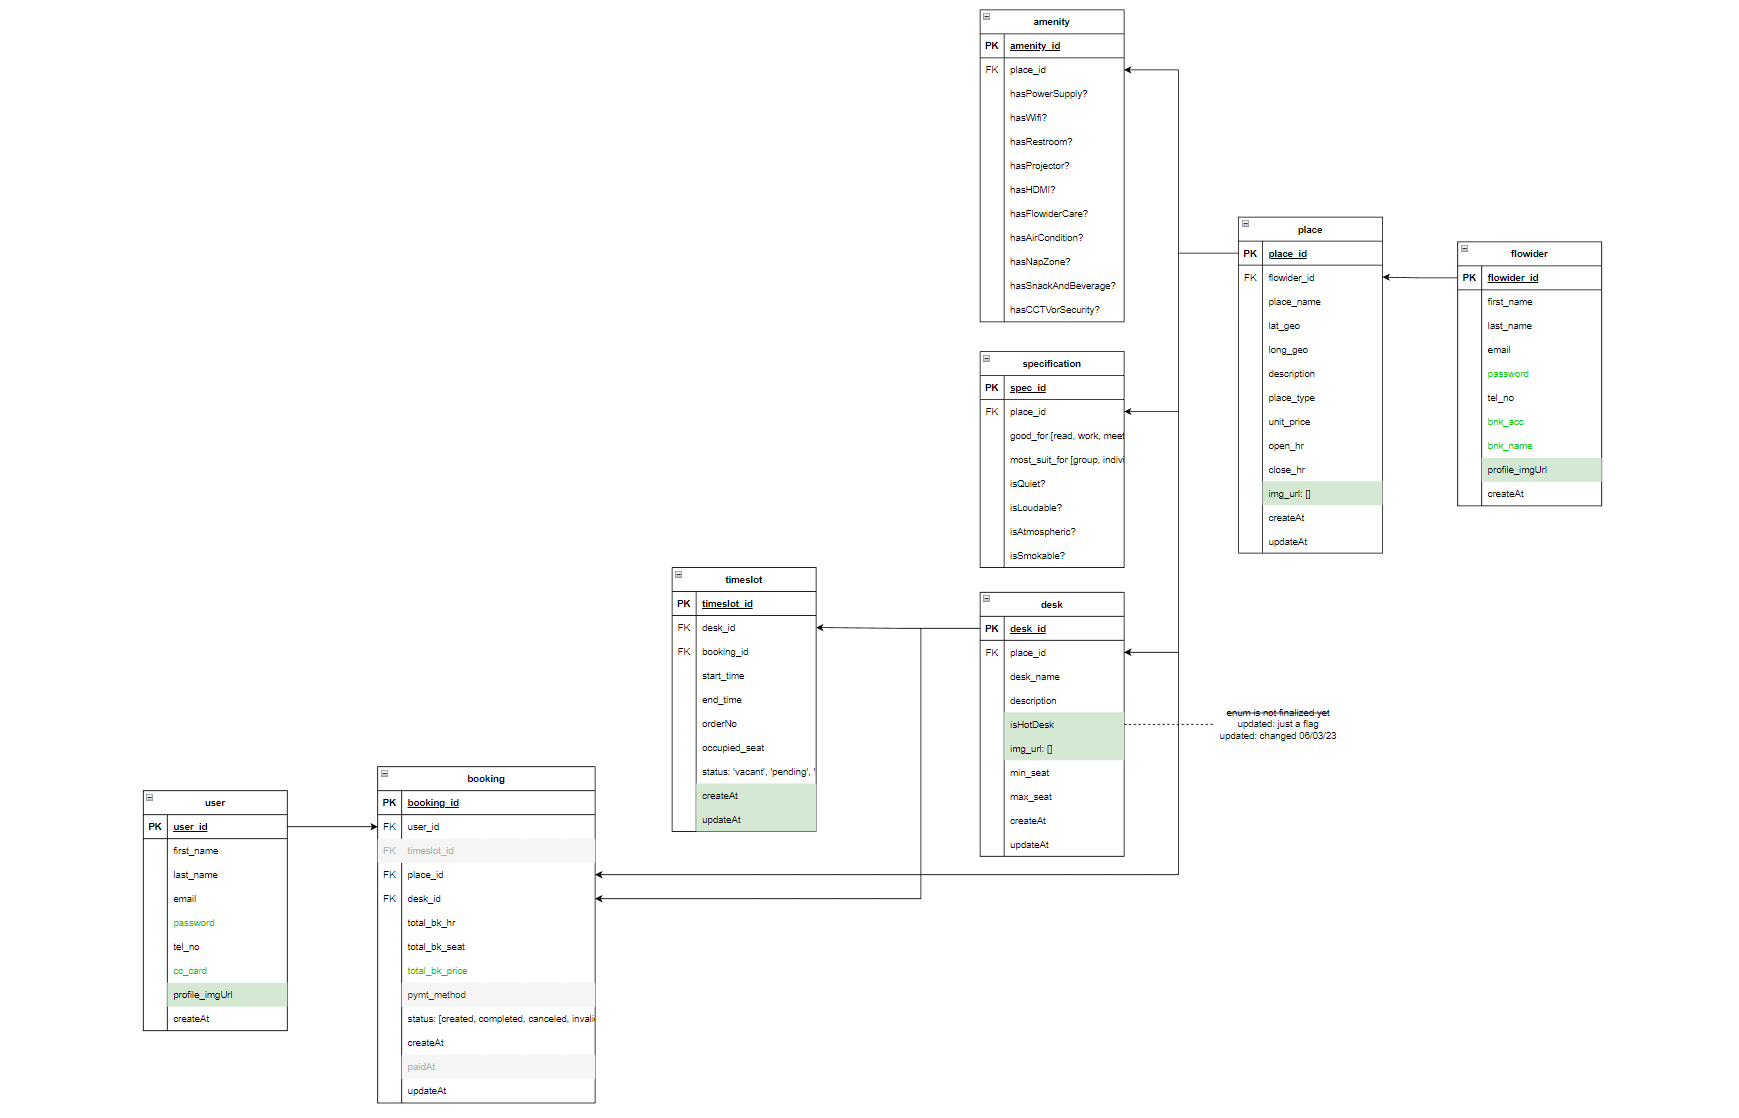 amenity
PK amenity_id
FK place_id
hasPowerSupply?
hasWifi?
hasRestroom?
hasProjector?
hasHDMI?
hasFlowiderCare?
hasAirCondition?
hasNapZone?
hasSnackAndBeverage?
hasCCTVorSecurity?
specification
PK spec_id
FK place_id
good_for [read, work, meet
most_suit_for [group, indivi
isQuiet?
isLoudable?
isAtmospheric?
isSmokable?
place
PK place_id
FK flowider_id
place_name
lat_geo
long_geo
description
place_type
unit_price
open_hr
close_hr
img_url: []
createAt
updateAt
flowider
PK flowider_id
first_name
last_name
email
password
tel_no
bnk_acc
bnk_name
profile_imgUrl
createAt
timeslot
PK timeslot_id
FK desk_id
FK booking_id
start_time
end_time
orderNo
occupied_seat
status: 'vacant', 'pending', '
createAt
updateAt
desk
PK desk_id
FK place_id
desk_name
description
isHotDesk
img_url: []
min_seat
max_seat
createAt
updateAt
enum is not finalized yet
updated: just a flag
updated: changed 06/03/23
booking
PK booking_id
FK user_id
FK timeslot_id
FK place_id
FK desk_id
total_bk_hr
total_bk_seat
total_bk_price
pymt_method
status: [created, completed, canceled, invali
createAt
paidAt
updateAt
user
PK user_id
first_name
last_name
email
password
tel_no
cc_card
profile_imgUrl
createAt